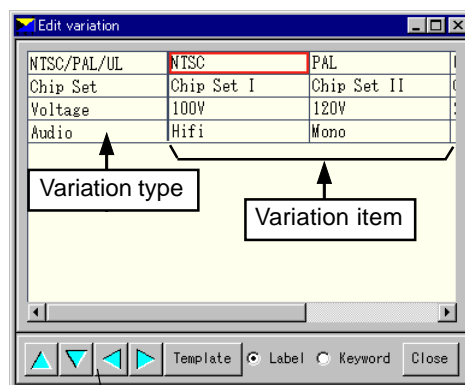 Edit variation
NTSC/PAL/UL NTSC PAL
Chip Set Chip Set I Chip Set II
Voltage 100V 120V
Audio Hifi Mono
Variation type
Variation item
Template Label Keyword Close